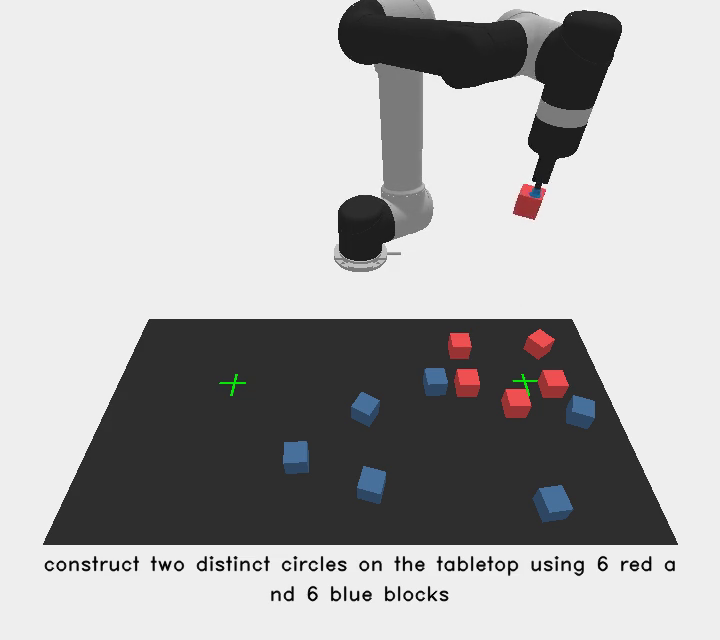 construct two distinct circles on the tabletop using 6 red a
nd 6 blue blocks